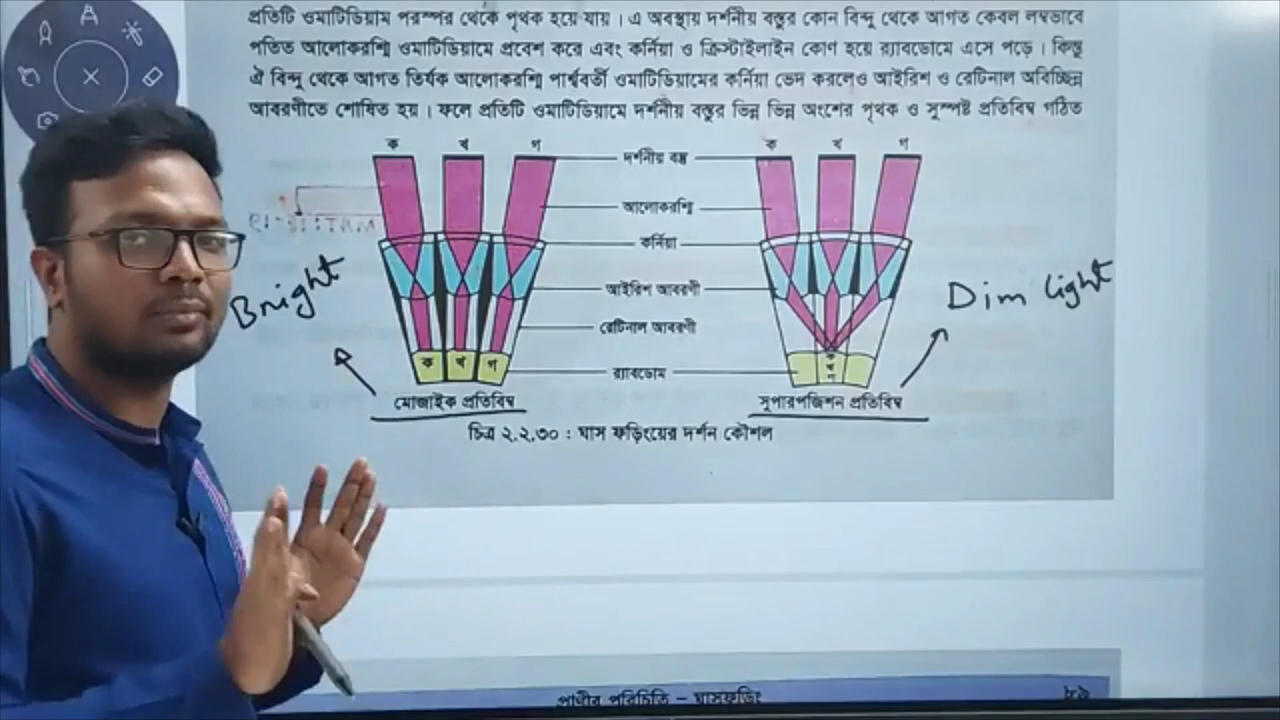 প্রতিটি ওমাটিডিয়াম পরস্পর থেকে পৃথক হয়ে যায় । এ অবস্থায় দর্শনীয় বস্তুর কোন বিন্দু থেকে আগত কেবল লম্বভাবে
পতিত আলোকরশ্মি ওমাটিডিয়ামে প্রবেশ করে এবং কর্নিয়া ও ক্রিস্টাইলাইন কোণ হয়ে র‍্যাবডোমে এসে পড়ে । কিন্তু
ঐ বিন্দু থেকে আগত তির্যক আলোকরশ্মি পার্শ্ববর্তী ওমাটিডিয়ামের কর্নিয়া ভেদ করলেও আইরিশ ও রেটিনাল অবিচ্ছিন্ন
আবরণীতে শোষিত হয় । ফলে প্রতিটি ওমাটিডিয়ামে দর্শনীয় বস্তুর ভিন্ন ভিন্ন অংশের পৃথক ও সুস্পষ্ট প্রতিবিম্ব গঠিত
ক খ গ দর্শনীয় বস্তু ক খ গ
আলোকরশ্মি
কর্নিয়া
Bright আইরিশ আবরণী Dim light
রেটিনাল আবরণী
ক খ গ র‍্যাবডোম ক খ গ
মোজাইক প্রতিবিম্ব সুপারপজিশন প্রতিবিম্ব
চিত্র ২.২.৩০ : ঘাস ফড়িংয়ের দর্শন কৌশল
প্রাণীর পরিচিতি – ঘাসফড়িং ৮৯